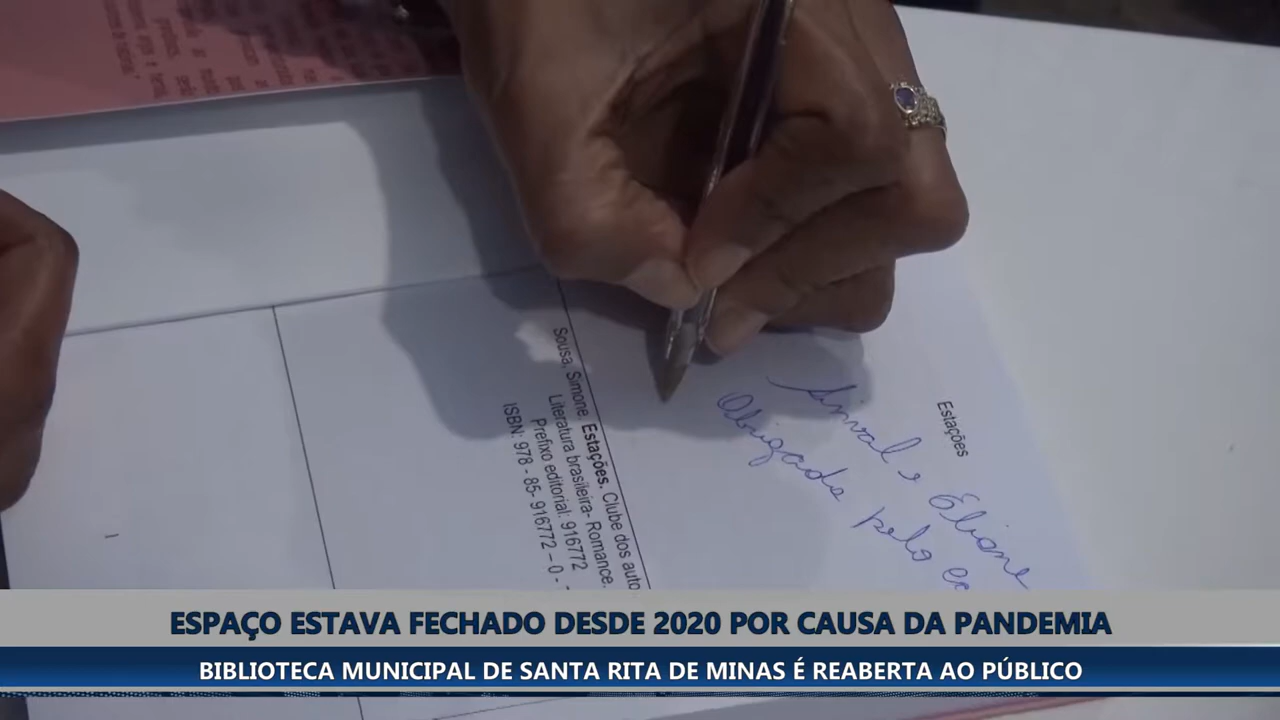 Estações
Sinval e Eliane
Obrigada pelo
Sousa, Simone. Estações. Clube dos auto
Literatura brasileira- Romance.
Prefixo editorial: 916772
ISBN: 978 - 85- 916772 – 0 -
ESPAÇO ESTAVA FECHADO DESDE 2020 POR CAUSA DA PANDEMIA
BIBLIOTECA MUNICIPAL DE SANTA RITA DE MINAS É REABERTA AO PÚBLICO